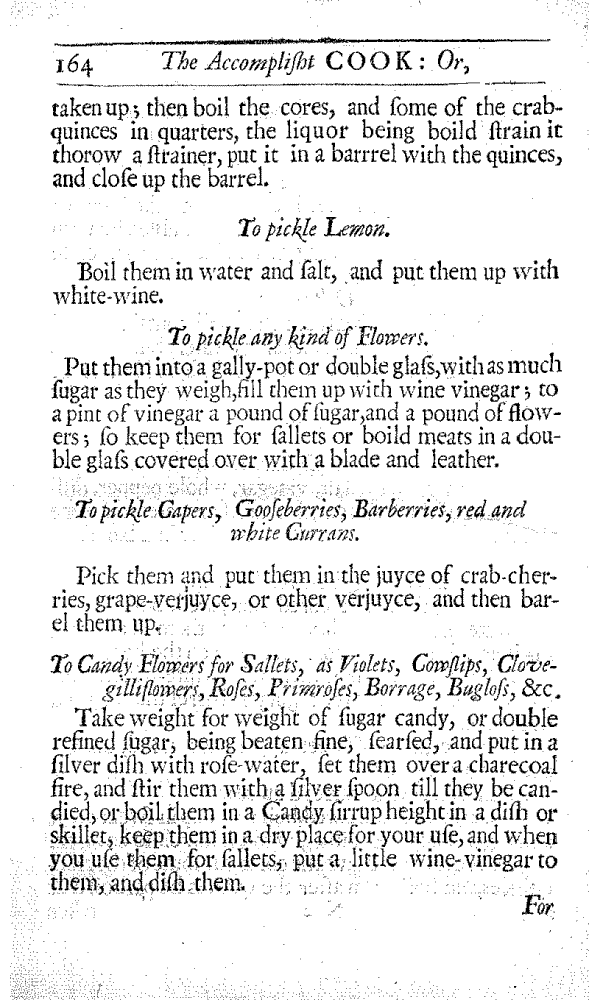 164 The Accompliſht COOK: Or,
taken up; then boil the cores, and ſome of the crab-
quinces in quarters, the liquor being boild ſtrain it
thorow a ſtrainer, put it in a barrrel with the quinces,
and cloſe up the barrel.
To pickle Lemon.
Boil them in water and ſalt, and put them up with
white-wine.
To pickle any kind of Flowers.
Put them into a gally-pot or double glaſs, with as much
ſugar as they weigh, fill them up with wine vinegar; to
a pint of vinegar a pound of ſugar, and a pound of flow-
ers; ſo keep them for ſallets or boild meats in a dou-
ble glaſs covered over with a blade and leather.
To pickle Capers, Gooſeberries, Barberries, red and
white Currans.
Pick them and put them in the juyce of crab-cher-
ries, grape-verjuyce, or other verjuyce, and then bar-
el them up.
To Candy Flowers for Sallets, as Violets, Cowſlips, Clove-
gilliflowers, Roſes, Primroſes, Borrage, Bugloſs, &c.
Take weight for weight of ſugar candy, or double
refined ſugar, being beaten fine, ſearſed, and put in a
ſilver diſh with roſe-water, ſet them over a charecoal
fire, and ſtir them with a ſilver ſpoon till they be can-
died, or boil them in a Candy ſirrup height in a diſh or
skillet, keep them in a dry place for your uſe, and when
you uſe them for ſallets, put a little wine-vinegar to
them, and diſh them.
For